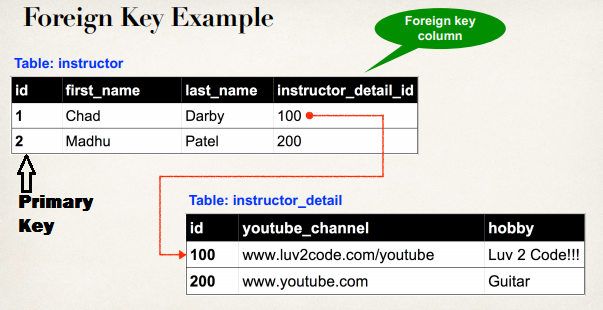 Foreign Key Example
Foreign key
column
Table: instructor
id first_name last_name instructor_detail_id
1 Chad Darby 100
2 Madhu Patel 200
Primary
Key
Table: instructor_detail
id youtube_channel hobby
100 www.luv2code.com/youtube Luv 2 Code!!!
200 www.youtube.com Guitar